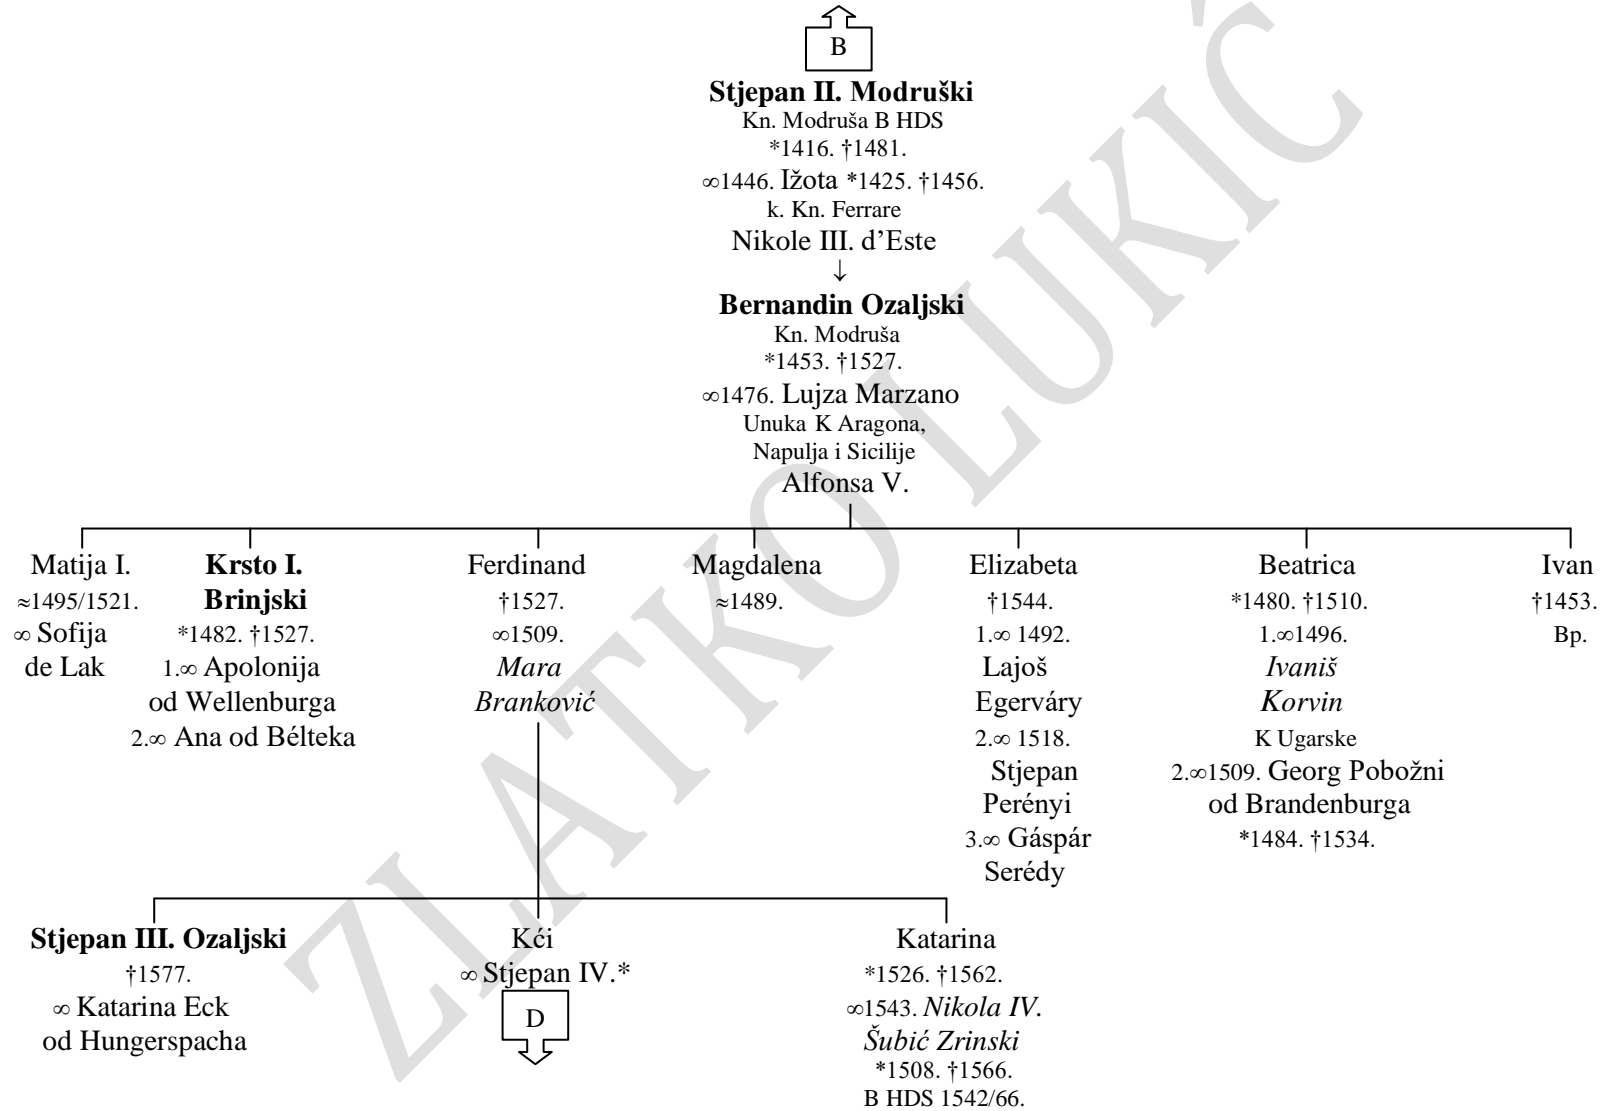 B
Stjepan II. Modruški
Kn. Modruša B HDS
*1416. †1481.
∞1446. Ižota *1425. †1456.
k. Kn. Ferrare
Nikole III. d’Este
↓
Bernandin Ozaljski
Kn. Modruša
*1453. †1527.
∞1476. Lujza Marzano
Unuka K Aragona,
Napulja i Sicilije
Alfonsa V.
Matija I.
≈1495/1521.
∞ Sofija
de Lak
Krsto I.
Brinjski
*1482. †1527.
1.∞ Apolonija
od Wellenburga
2.∞ Ana od Bélteka
Ferdinand
†1527.
∞1509.
Mara
Branković
Magdalena
≈1489.
Elizabeta
†1544.
1.∞ 1492.
Lajoš
Egerváry
2.∞ 1518.
Stjepan
Perényi
3.∞ Gáspár
Serédy
Beatrica
*1480. †1510.
1.∞1496.
Ivaniš
Korvin
K Ugarske
2.∞1509. Georg Pobožni
od Brandenburga
*1484. †1534.
Ivan
†1453.
Bp.
Stjepan III. Ozaljski
†1577.
∞ Katarina Eck
od Hungerspacha
Kći
∞ Stjepan IV.*
D
Katarina
*1526. †1562.
∞1543. Nikola IV.
Šubić Zrinski
*1508. †1566.
B HDS 1542/66.
ZLATKO LUKIĆ